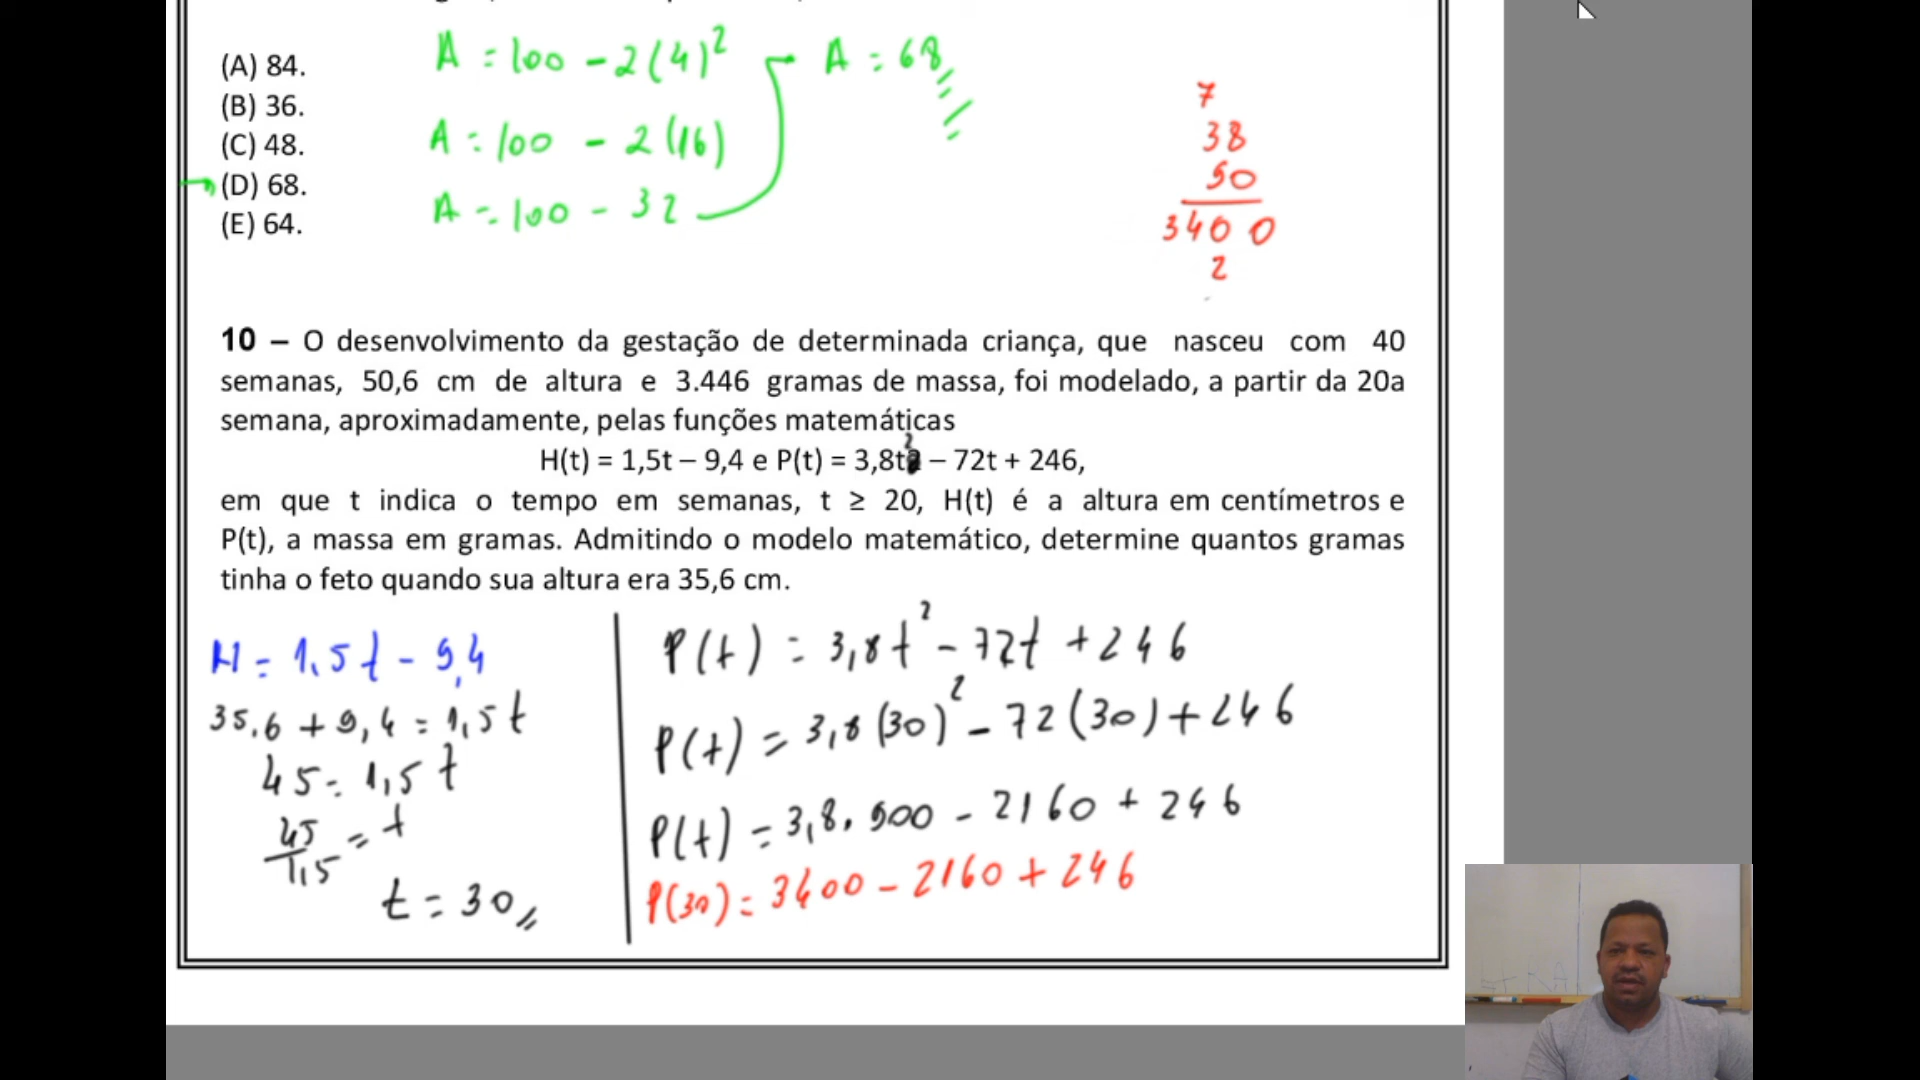 (A) 84.
(B) 36.
(C) 48.
(D) 68.
(E) 64.
A = 100 - 2(4)²
A = 100 - 2(16)
A = 100 - 32
A = 68
7
38
90
3400
2
10 – O desenvolvimento da gestação de determinada criança, que nasceu com 40
semanas, 50,6 cm de altura e 3.446 gramas de massa, foi modelado, a partir da 20a
semana, aproximadamente, pelas funções matemáticas
H(t) = 1,5t – 9,4 e P(t) = 3,8t² – 72t + 246,
em que t indica o tempo em semanas, t ≥ 20, H(t) é a altura em centímetros e
P(t), a massa em gramas. Admitindo o modelo matemático, determine quantos gramas
tinha o feto quando sua altura era 35,6 cm.
H = 1,5t - 9,4
35,6 + 9,4 = 1,5t
45 = 1,5t
45/1,5 = t
t = 30
P(t) = 3,8t² - 72t + 246
P(t) = 3,8(30)² - 72(30) + 246
P(t) = 3,8 . 900 - 2160 + 246
P(30) = 3400 - 2160 + 246